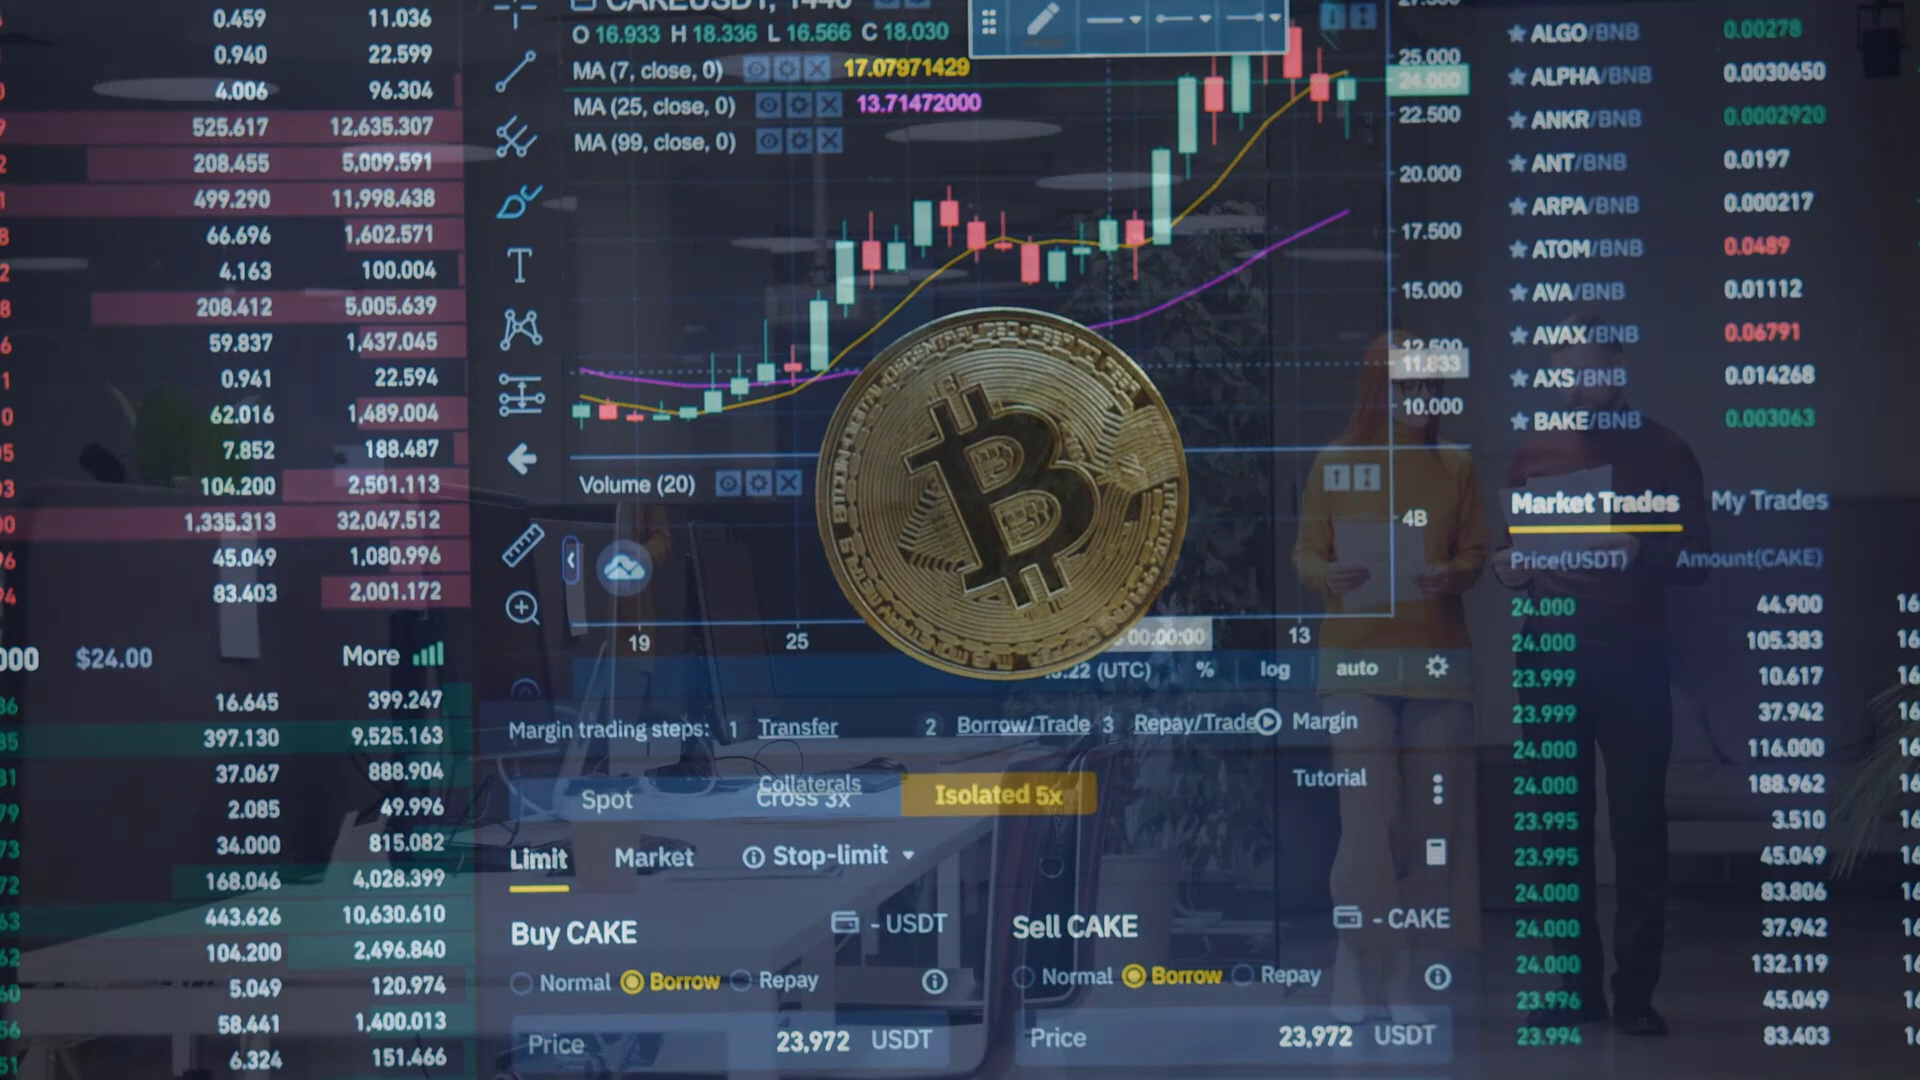 0.459 11.036
0.940 22.599
4.006 96.304
525.617 12,635.307
208.455 5,009.591
499.290 11,998.438
66.696 1,602.571
4.163 100.004
208.412 5,005.639
59.837 1,437.045
0.941 22.594
62.016 1,489.004
7.852 188.487
104.200 2,501.113
1,335.313 32,047.512
45.049 1,080.996
83.403 2,001.172
$24.00 More
16.645 399.247
397.130 9,525.163
37.067 888.904
2.085 49.996
34.000 815.082
168.046 4,028.399
443.626 10,630.610
104.200 2,496.840
5.049 120.974
58.441 1,400.013
6.324 151.466
CAKEUSDT, 1440
O 16.933 H 18.336 L 16.566 C 18.030
MA (7, close, 0) 17.07971429
MA (25, close, 0) 13.71472000
MA (99, close, 0)
25.000
24.000
22.500
20.000
17.500
15.000
12.500
11.833
10.000
Volume (20)
4B
19 25 00:00:00 13
(UTC) % log auto
Margin trading steps: 1 Transfer 2 Borrow/Trade 3 Repay/Trade Margin
Collaterals Tutorial
Spot Cross 3x Isolated 5x
Limit Market Stop-limit
Buy CAKE - USDT Sell CAKE - CAKE
Normal Borrow Repay Normal Borrow Repay
Price 23,972 USDT Price 23,972 USDT
ALGO/BNB 0.00278
ALPHA/BNB 0.0030650
ANKR/BNB 0.0002920
ANT/BNB 0.0197
ARPA/BNB 0.000217
ATOM/BNB 0.0489
AVA/BNB 0.01112
AVAX/BNB 0.06791
AXS/BNB 0.014268
BAKE/BNB 0.003063
Market Trades My Trades
Price(USDT) Amount(CAKE)
24.000 44.900
24.000 105.383
23.999 10.617
23.999 37.942
24.000 116.000
24.000 188.962
23.995 3.510
23.995 45.049
24.000 83.806
24.000 37.942
24.000 132.119
23.996 45.049
23.994 83.403